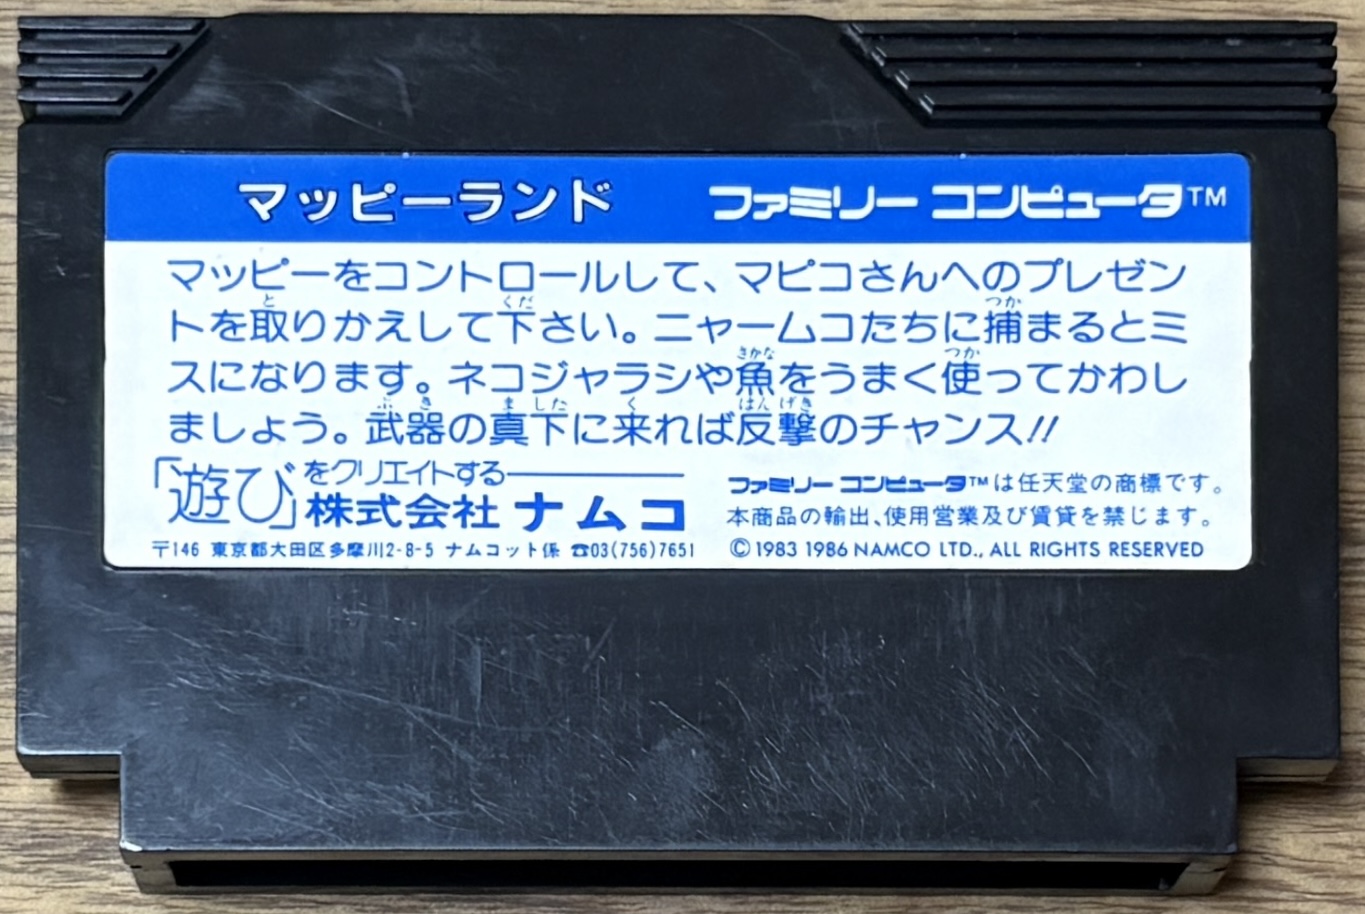 マッピーランド ファミリー コンピュータ™
マッピーをコントロールして、マピコさんへのプレゼン
トを取りかえして下さい。ニャームコたちに捕まるとミ
スになります。ネコジャラシや魚をうまく使ってかわし
ましょう。武器の真下に来れば反撃のチャンス!!
「遊び」をクリエイトする
株式会社 ナムコ
〒146 東京都大田区多摩川2-8-5 ナムコット係 ☎03(756)7651
ファミリー コンピュータ™は任天堂の商標です。
本商品の輸出、使用営業及び賃貸を禁じます。
©1983 1986 NAMCO LTD., ALL RIGHTS RESERVED